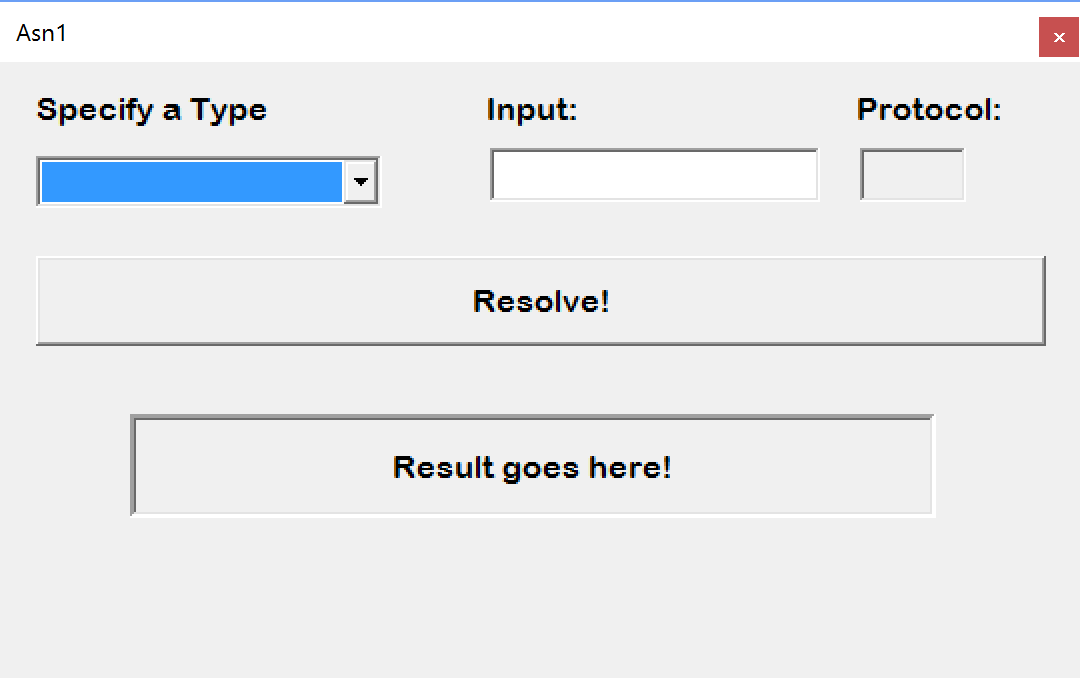 Asn1
Specify a Type
Input:
Protocol:
Resolve!
Result goes here!